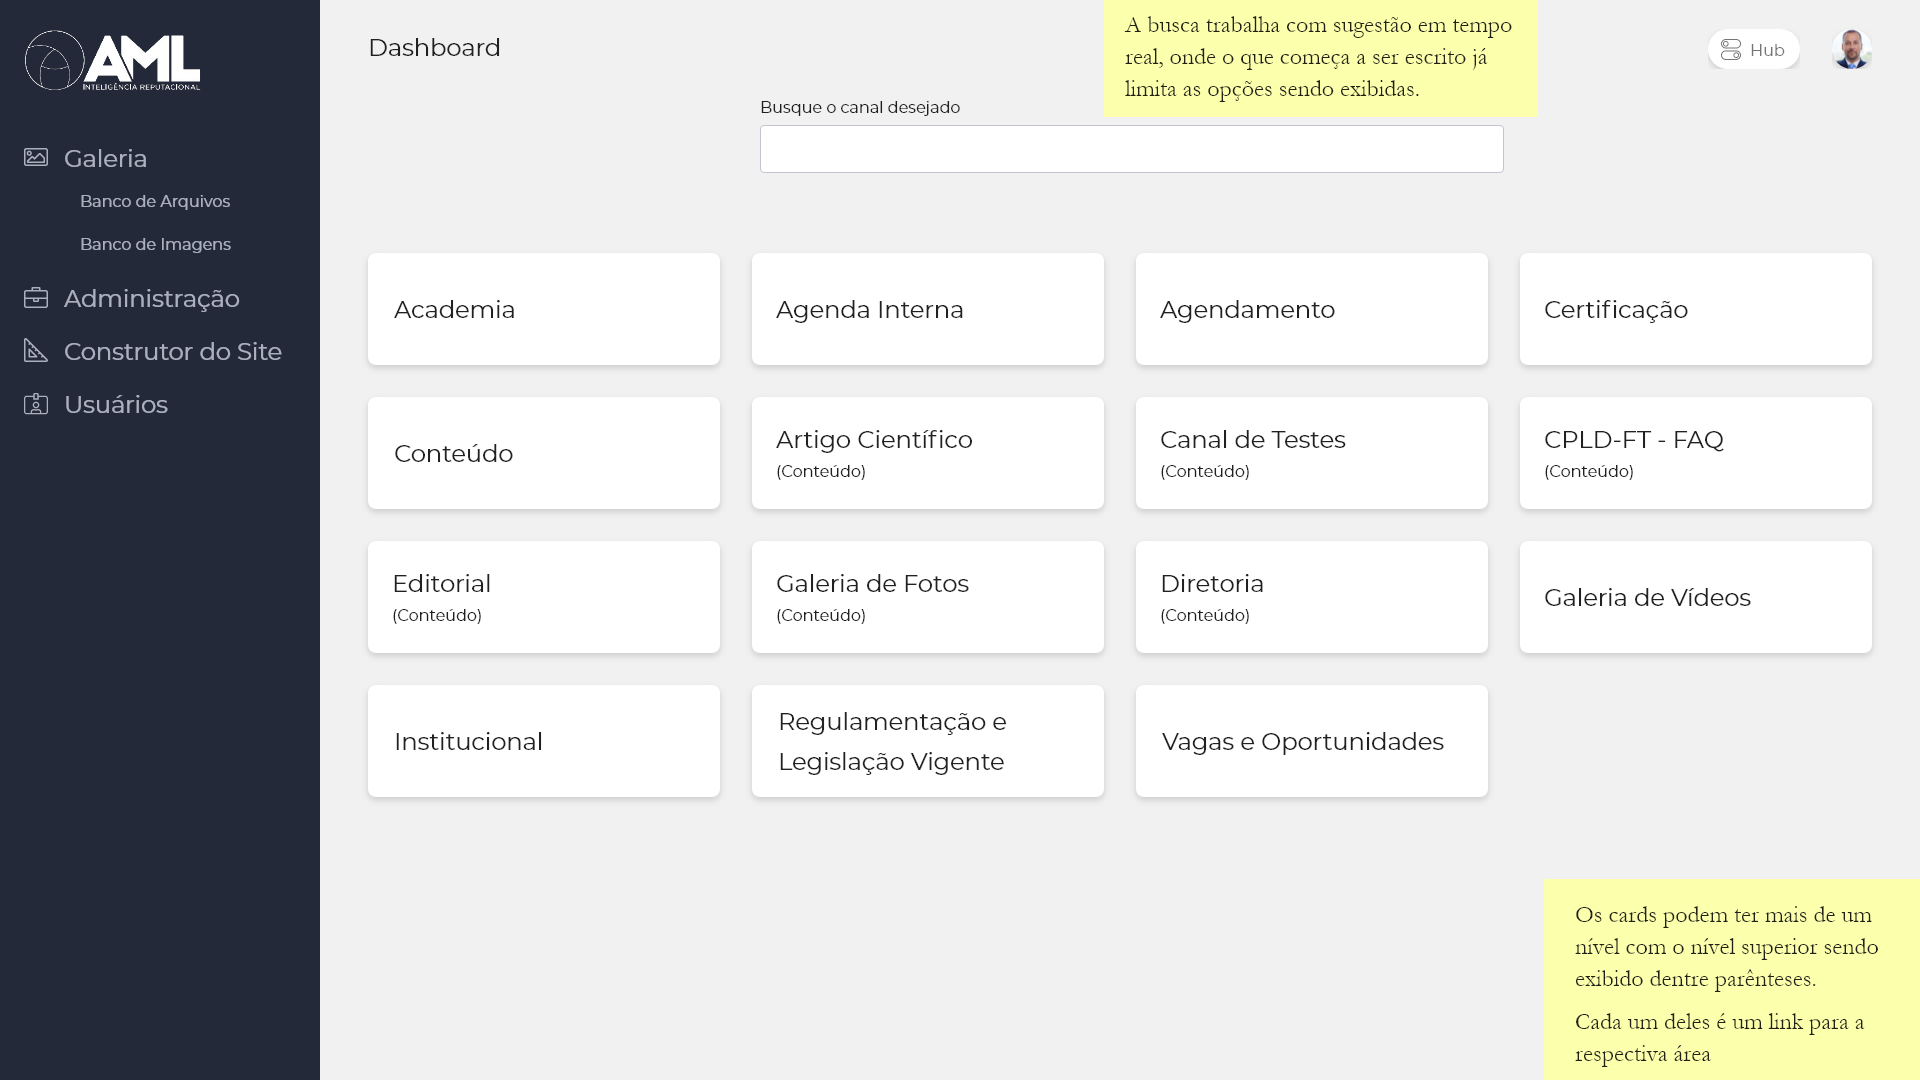 AML
INTELIGÊNCIA REPUTACIONAL
Galeria
Banco de Arquivos
Banco de Imagens
Administração
Construtor do Site
Usuários
Dashboard
A busca trabalha com sugestão em tempo
real, onde o que começa a ser escrito já
limita as opções sendo exibidas.
Hub
Busque o canal desejado
Academia
Agenda Interna
Agendamento
Certificação
Conteúdo
Artigo Científico
(Conteúdo)
Canal de Testes
(Conteúdo)
CPLD-FT - FAQ
(Conteúdo)
Editorial
(Conteúdo)
Galeria de Fotos
(Conteúdo)
Diretoria
(Conteúdo)
Galeria de Vídeos
Institucional
Regulamentação e
Legislação Vigente
Vagas e Oportunidades
Os cards podem ter mais de um
nível com o nível superior sendo
exibido dentre parênteses.
Cada um deles é um link para a
respectiva área